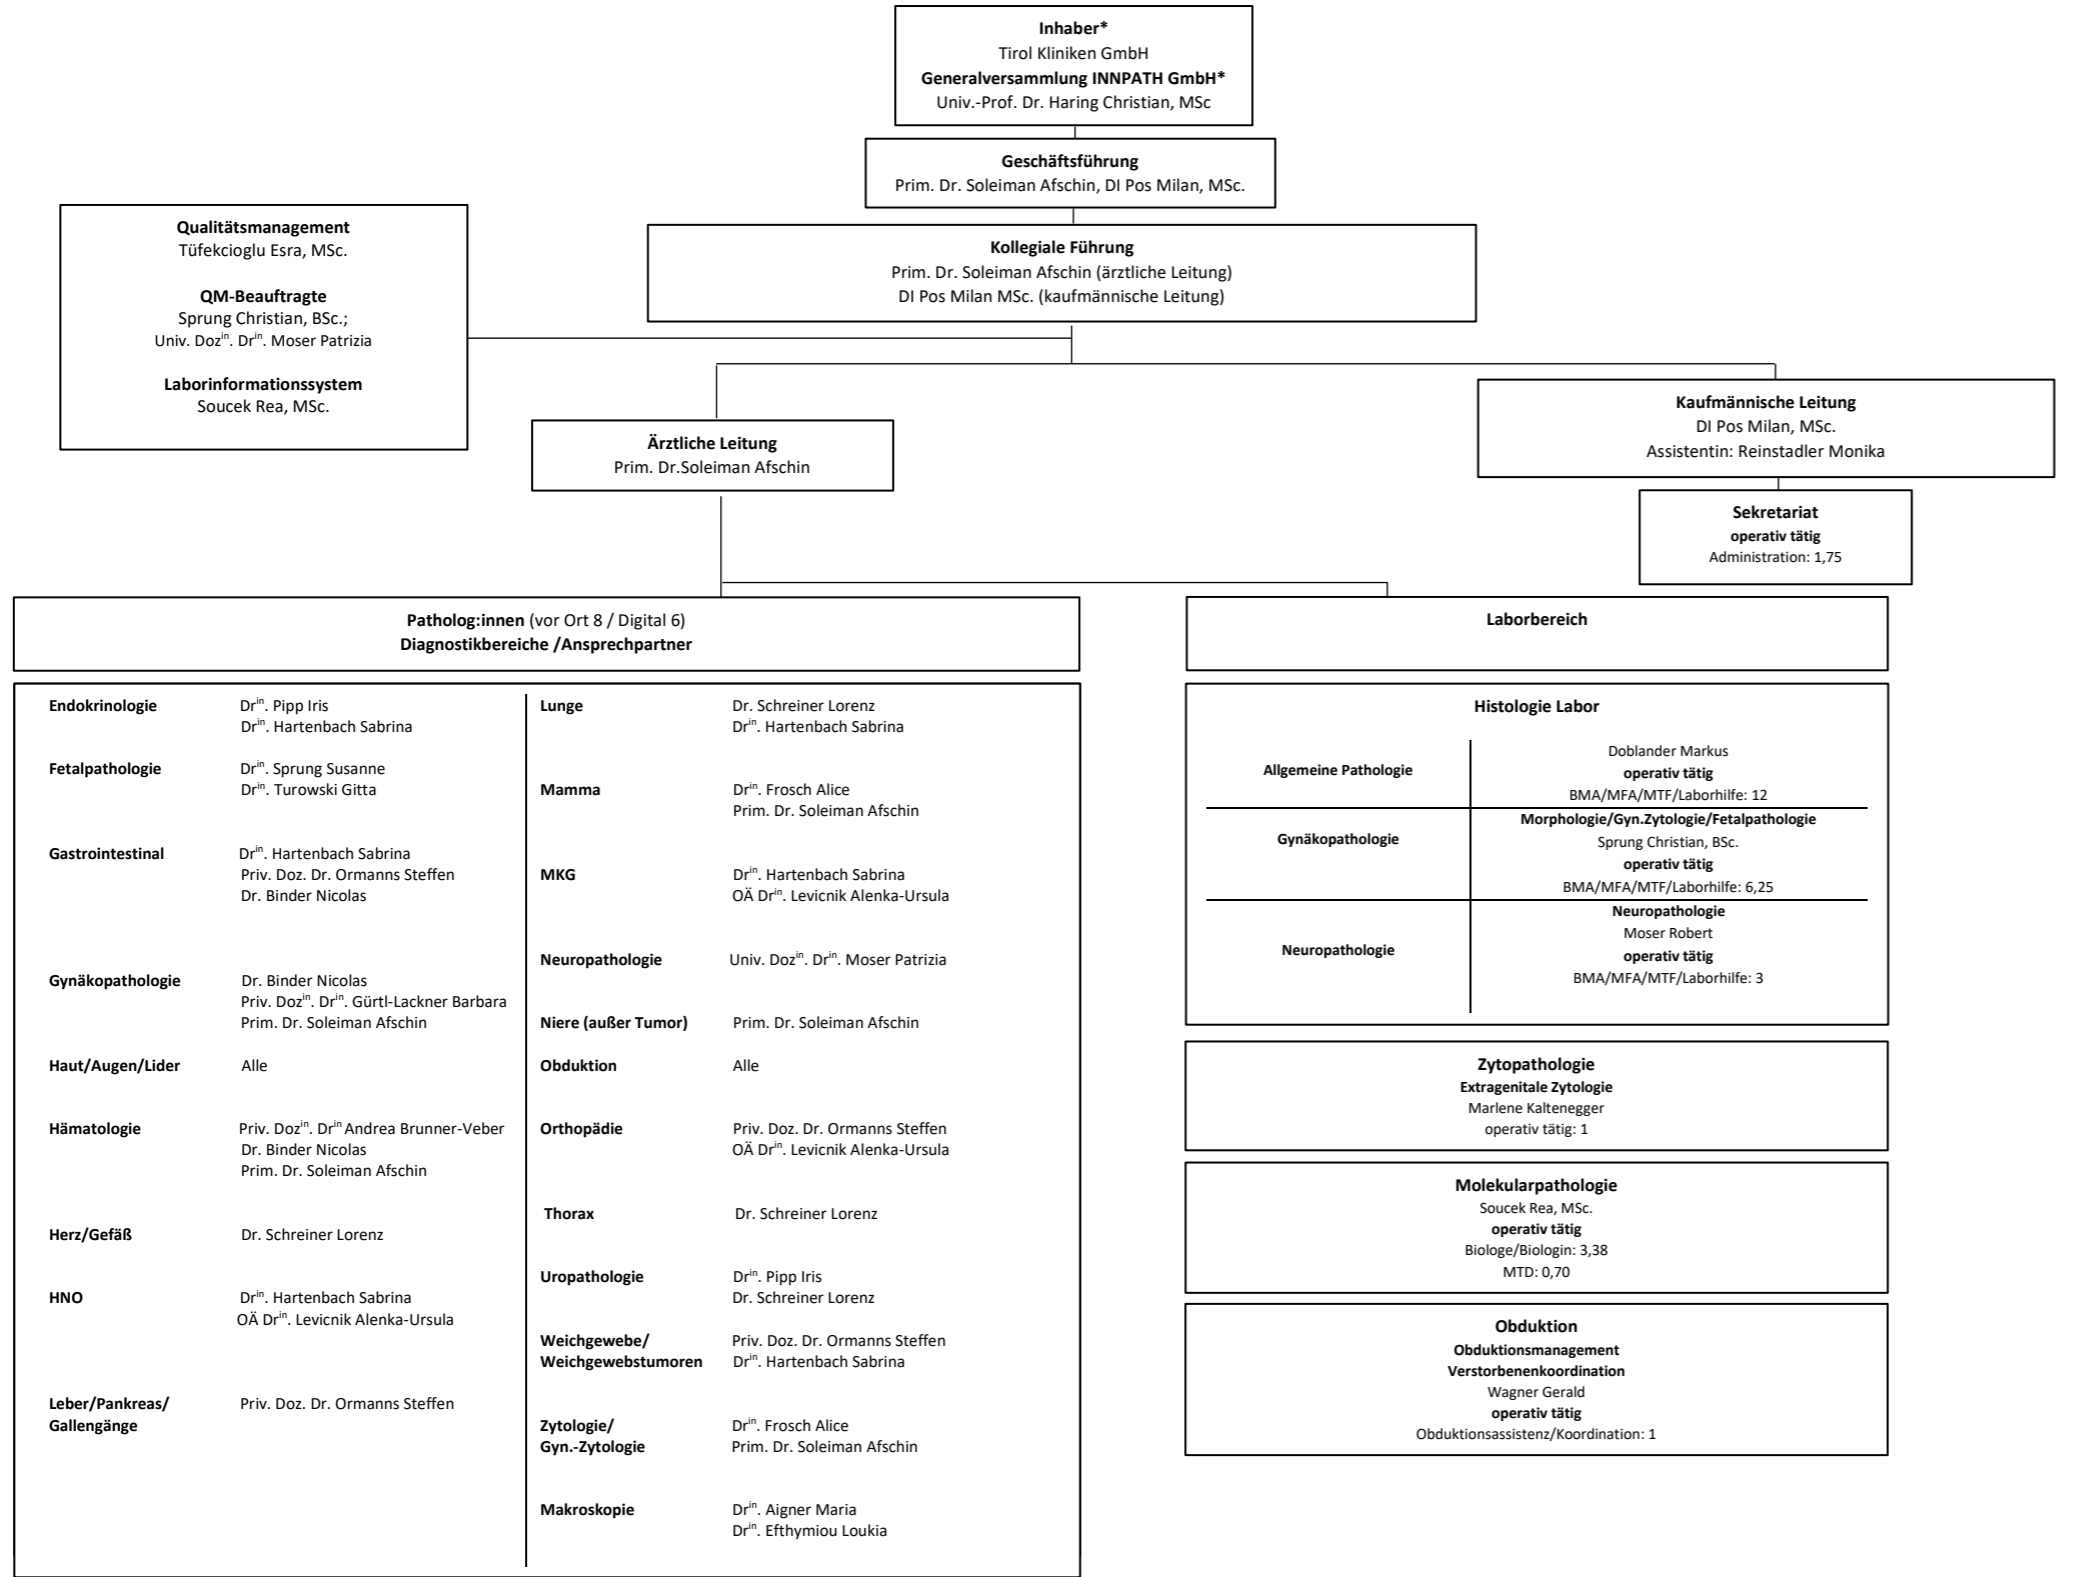 Inhaber*
Tirol Kliniken GmbH
Generalversammlung INNPATH GmbH*
Univ.-Prof. Dr. Haring Christian, MSc
Geschäftsführung
Prim. Dr. Soleiman Afschin, DI Pos Milan, MSc.
Qualitätsmanagement
Tüfekcioglu Esra, MSc.
QM-Beauftragte
Sprung Christian, BSc.;
Univ. Dozin. Drin. Moser Patrizia
Laborinformationssystem
Soucek Rea, MSc.
Kollegiale Führung
Prim. Dr. Soleiman Afschin (ärztliche Leitung)
DI Pos Milan MSc. (kaufmännische Leitung)
Ärztliche Leitung
Prim. Dr.Soleiman Afschin
Kaufmännische Leitung
DI Pos Milan, MSc.
Assistentin: Reinstadler Monika
Sekretariat
operativ tätig
Administration: 1,75
Patholog:innen (vor Ort 8 / Digital 6)
Diagnostikbereiche /Ansprechpartner
Endokrinologie Drin. Pipp Iris
Drin. Hartenbach Sabrina
Fetalpathologie Drin. Sprung Susanne
Drin. Turowski Gitta
Gastrointestinal Drin. Hartenbach Sabrina
Priv. Doz. Dr. Ormanns Steffen
Dr. Binder Nicolas
Gynäkopathologie Dr. Binder Nicolas
Priv. Dozin. Drin. Gürtl-Lackner Barbara
Prim. Dr. Soleiman Afschin
Haut/Augen/Lider Alle
Hämatologie Priv. Dozin. Drin Andrea Brunner-Veber
Dr. Binder Nicolas
Prim. Dr. Soleiman Afschin
Herz/Gefäß Dr. Schreiner Lorenz
HNO Drin. Hartenbach Sabrina
OÄ Drin. Levicnik Alenka-Ursula
Leber/Pankreas/ Priv. Doz. Dr. Ormanns Steffen
Gallengänge
Lunge Dr. Schreiner Lorenz
Drin. Hartenbach Sabrina
Mamma Drin. Frosch Alice
Prim. Dr. Soleiman Afschin
MKG Drin. Hartenbach Sabrina
OÄ Drin. Levicnik Alenka-Ursula
Neuropathologie Univ. Dozin. Drin. Moser Patrizia
Niere (außer Tumor) Prim. Dr. Soleiman Afschin
Obduktion Alle
Orthopädie Priv. Doz. Dr. Ormanns Steffen
OÄ Drin. Levicnik Alenka-Ursula
Thorax Dr. Schreiner Lorenz
Uropathologie Drin. Pipp Iris
Dr. Schreiner Lorenz
Weichgewebe/ Priv. Doz. Dr. Ormanns Steffen
Weichgewebstumoren Drin. Hartenbach Sabrina
Zytologie/ Drin. Frosch Alice
Gyn.-Zytologie Prim. Dr. Soleiman Afschin
Makroskopie Drin. Aigner Maria
Drin. Efthymiou Loukia
Laborbereich
Histologie Labor
Allgemeine Pathologie
Doblander Markus
operativ tätig
BMA/MFA/MTF/Laborhilfe: 12
Gynäkopathologie
Morphologie/Gyn.Zytologie/Fetalpathologie
Sprung Christian, BSc.
operativ tätig
BMA/MFA/MTF/Laborhilfe: 6,25
Neuropathologie
Neuropathologie
Moser Robert
operativ tätig
BMA/MFA/MTF/Laborhilfe: 3
Zytopathologie
Extragenitale Zytologie
Marlene Kaltenegger
operativ tätig: 1
Molekularpathologie
Soucek Rea, MSc.
operativ tätig
Biologe/Biologin: 3,38
MTD: 0,70
Obduktion
Obduktionsmanagement
Verstorbenenkoordination
Wagner Gerald
operativ tätig
Obduktionsassistenz/Koordination: 1